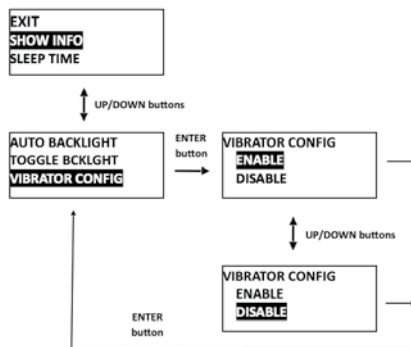 EXIT
SHOW INFO
SLEEP TIME
UP/DOWN buttons
AUTO BACKLIGHT
TOGGLE BCKLGHT
VIBRATOR CONFIG
ENTER
button
VIBRATOR CONFIG
ENABLE
DISABLE
UP/DOWN buttons
VIBRATOR CONFIG
ENABLE
DISABLE
ENTER
button